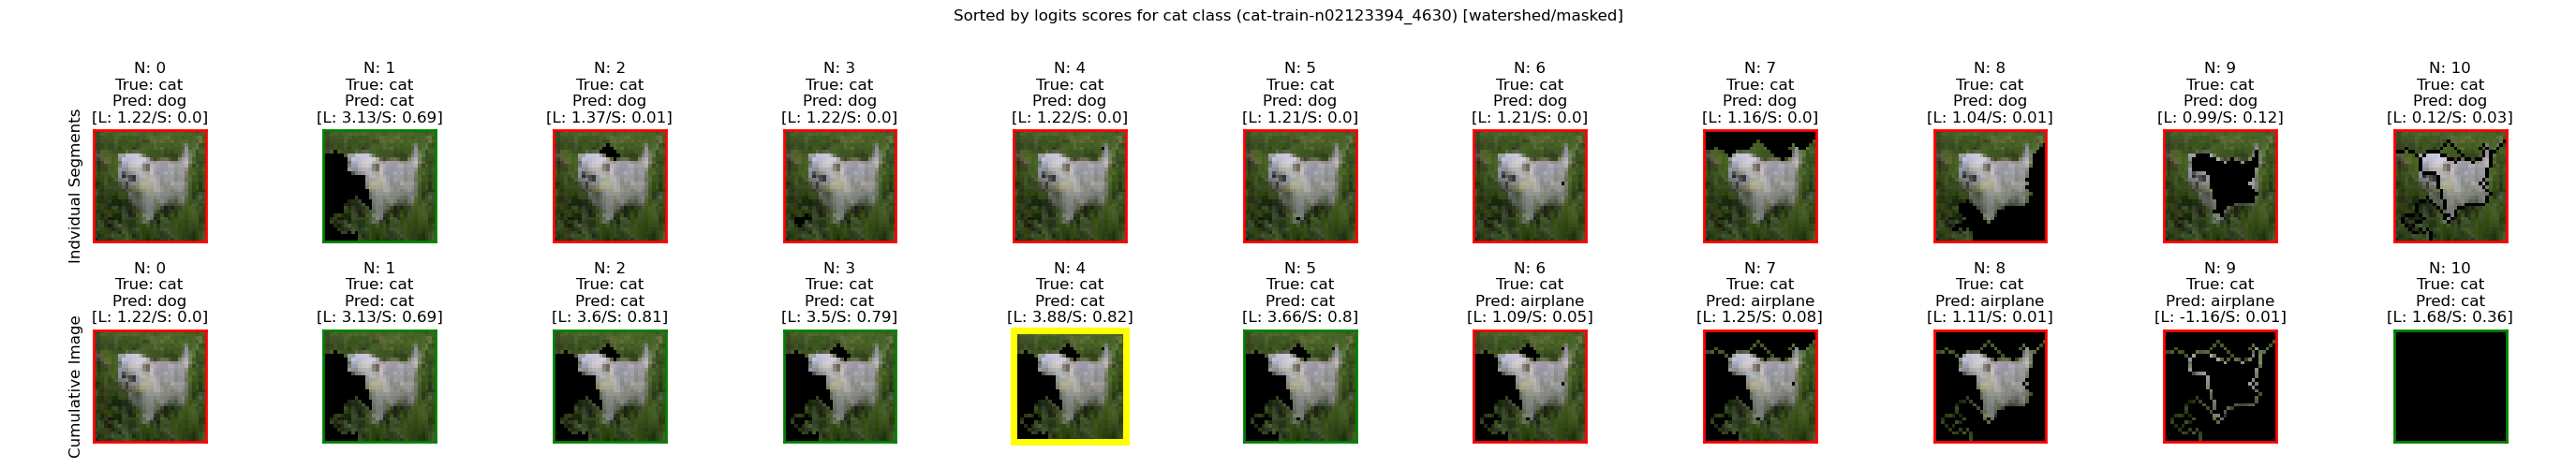 Sorted by logits scores for cat class (cat-train-n02123394_4630) [watershed/masked]
Indvidual Segments
N: 0
True: cat
Pred: dog
[L: 1.22/S: 0.0]
N: 1
True: cat
Pred: cat
[L: 3.13/S: 0.69]
N: 2
True: cat
Pred: dog
[L: 1.37/S: 0.01]
N: 3
True: cat
Pred: dog
[L: 1.22/S: 0.0]
N: 4
True: cat
Pred: dog
[L: 1.22/S: 0.0]
N: 5
True: cat
Pred: dog
[L: 1.21/S: 0.0]
N: 6
True: cat
Pred: dog
[L: 1.21/S: 0.0]
N: 7
True: cat
Pred: dog
[L: 1.16/S: 0.0]
N: 8
True: cat
Pred: dog
[L: 1.04/S: 0.01]
N: 9
True: cat
Pred: dog
[L: 0.99/S: 0.12]
N: 10
True: cat
Pred: dog
[L: 0.12/S: 0.03]
Cumulative Image
N: 0
True: cat
Pred: dog
[L: 1.22/S: 0.0]
N: 1
True: cat
Pred: cat
[L: 3.13/S: 0.69]
N: 2
True: cat
Pred: cat
[L: 3.6/S: 0.81]
N: 3
True: cat
Pred: cat
[L: 3.5/S: 0.79]
N: 4
True: cat
Pred: cat
[L: 3.88/S: 0.82]
N: 5
True: cat
Pred: cat
[L: 3.66/S: 0.8]
N: 6
True: cat
Pred: airplane
[L: 1.09/S: 0.05]
N: 7
True: cat
Pred: airplane
[L: 1.25/S: 0.08]
N: 8
True: cat
Pred: airplane
[L: 1.11/S: 0.01]
N: 9
True: cat
Pred: airplane
[L: -1.16/S: 0.01]
N: 10
True: cat
Pred: cat
[L: 1.68/S: 0.36]